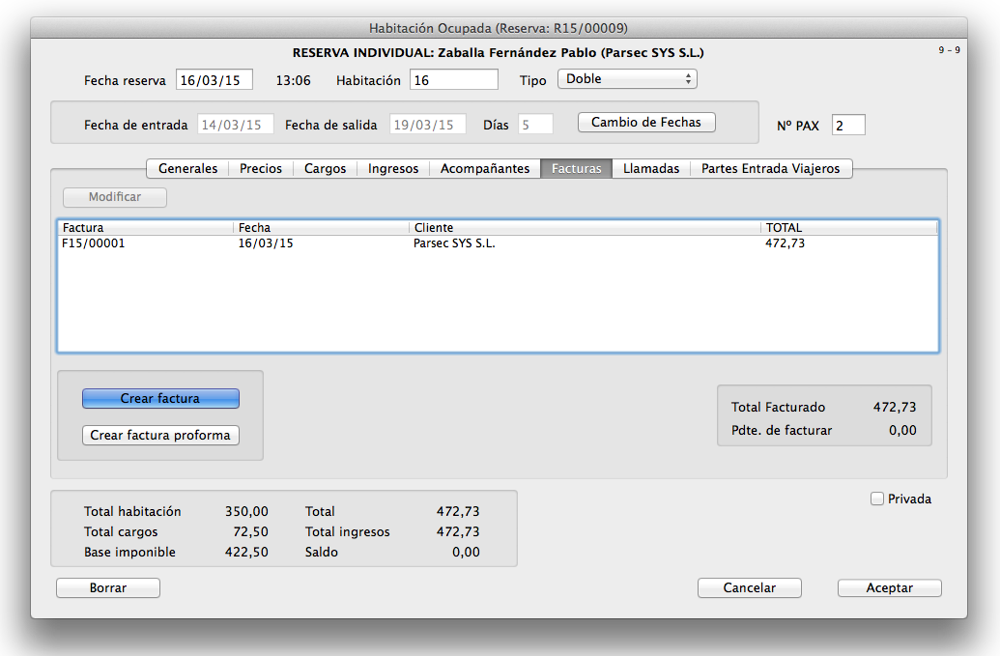 Habitación Ocupada (Reserva: R15/00009)
RESERVA INDIVIDUAL: Zaballa Fernández Pablo (Parsec SYS S.L.)
9 - 9
Fecha reserva 16/03/15 13:06 Habitación 16 Tipo Doble
Fecha de entrada 14/03/15 Fecha de salida 19/03/15 Días 5 Cambio de Fechas Nº PAX 2
Generales Precios Cargos Ingresos Acompañantes Facturas Llamadas Partes Entrada Viajeros
Modificar
Factura Fecha Cliente TOTAL
F15/00001 16/03/15 Parsec SYS S.L. 472,73
Crear factura
Crear factura proforma
Total Facturado 472,73
Pdte. de facturar 0,00
Privada
Total habitación 350,00 Total 472,73
Total cargos 72,50 Total ingresos 472,73
Base imponible 422,50 Saldo 0,00
Borrar Cancelar Aceptar